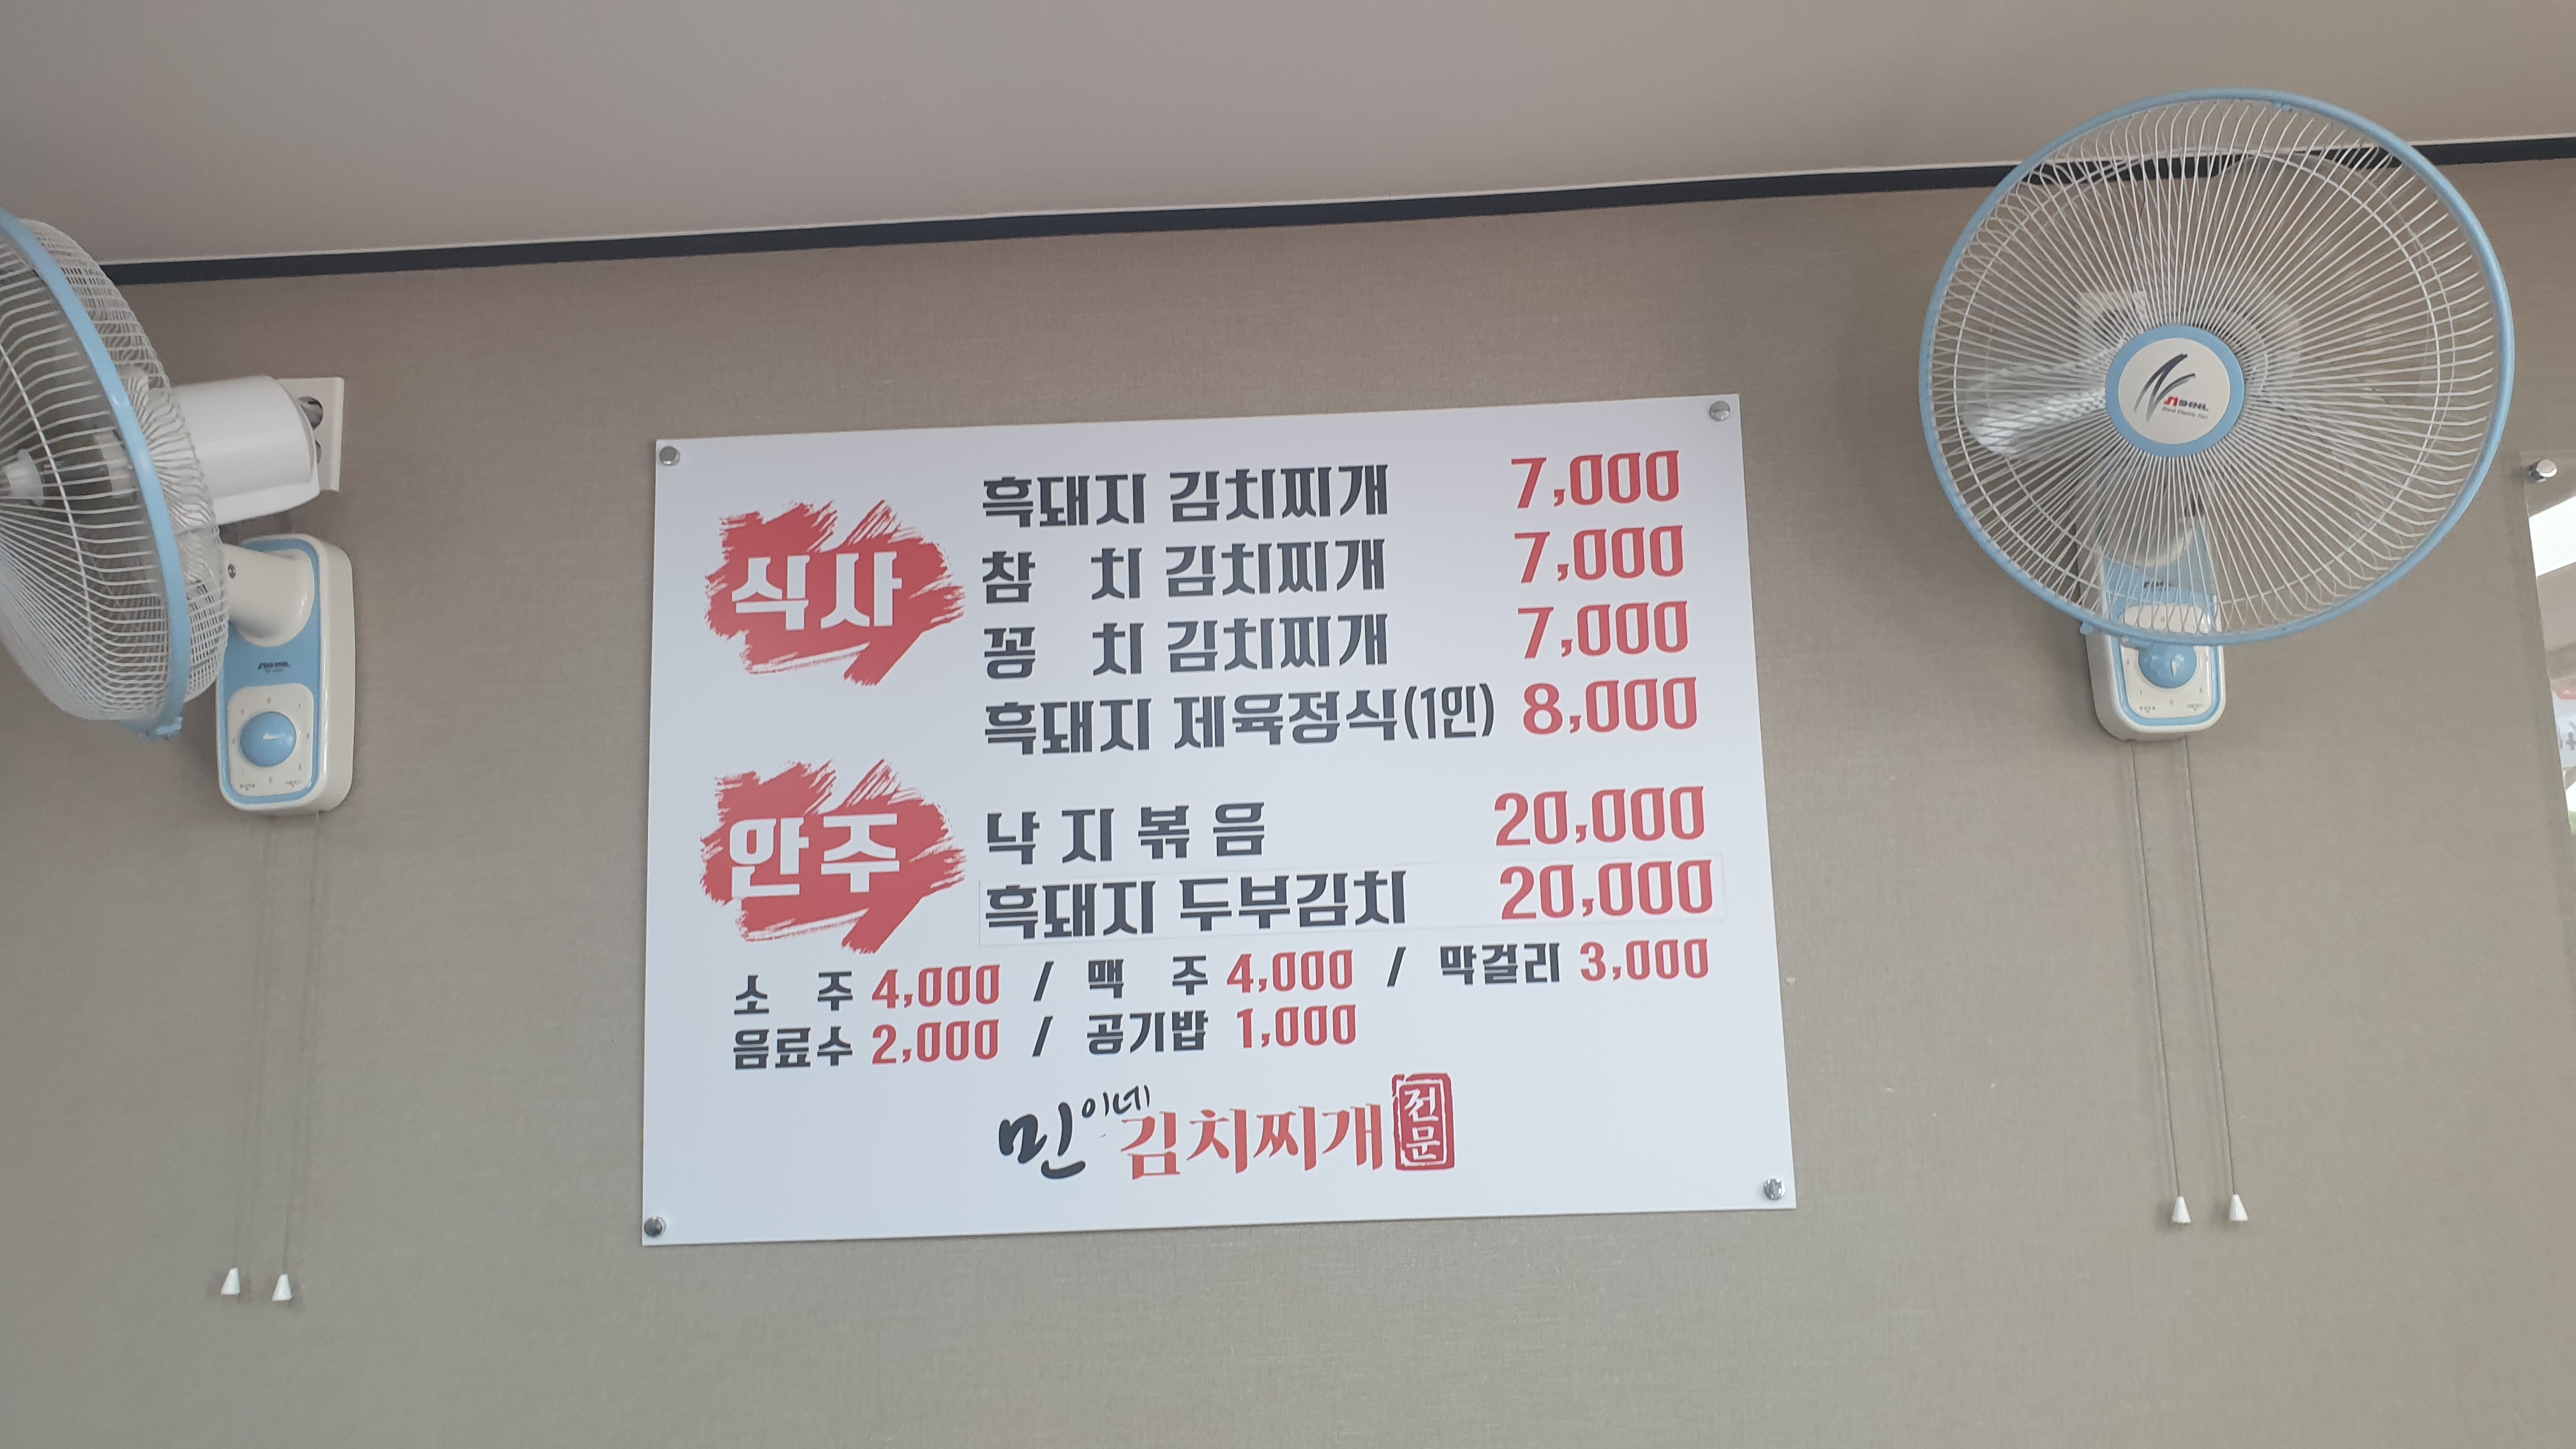 식사
흑돼지 김치찌개 7,000
참 치 김치찌개 7,000
꽁 치 김치찌개 7,000
흑돼지 제육정식(1인) 8,000
안주
낙지볶음 20,000
흑돼지 두부김치 20,000
소 주 4,000 / 맥 주 4,000 / 막걸리 3,000
음료수 2,000 / 공기밥 1,000
민이네 김치찌개 전문
SHINIL